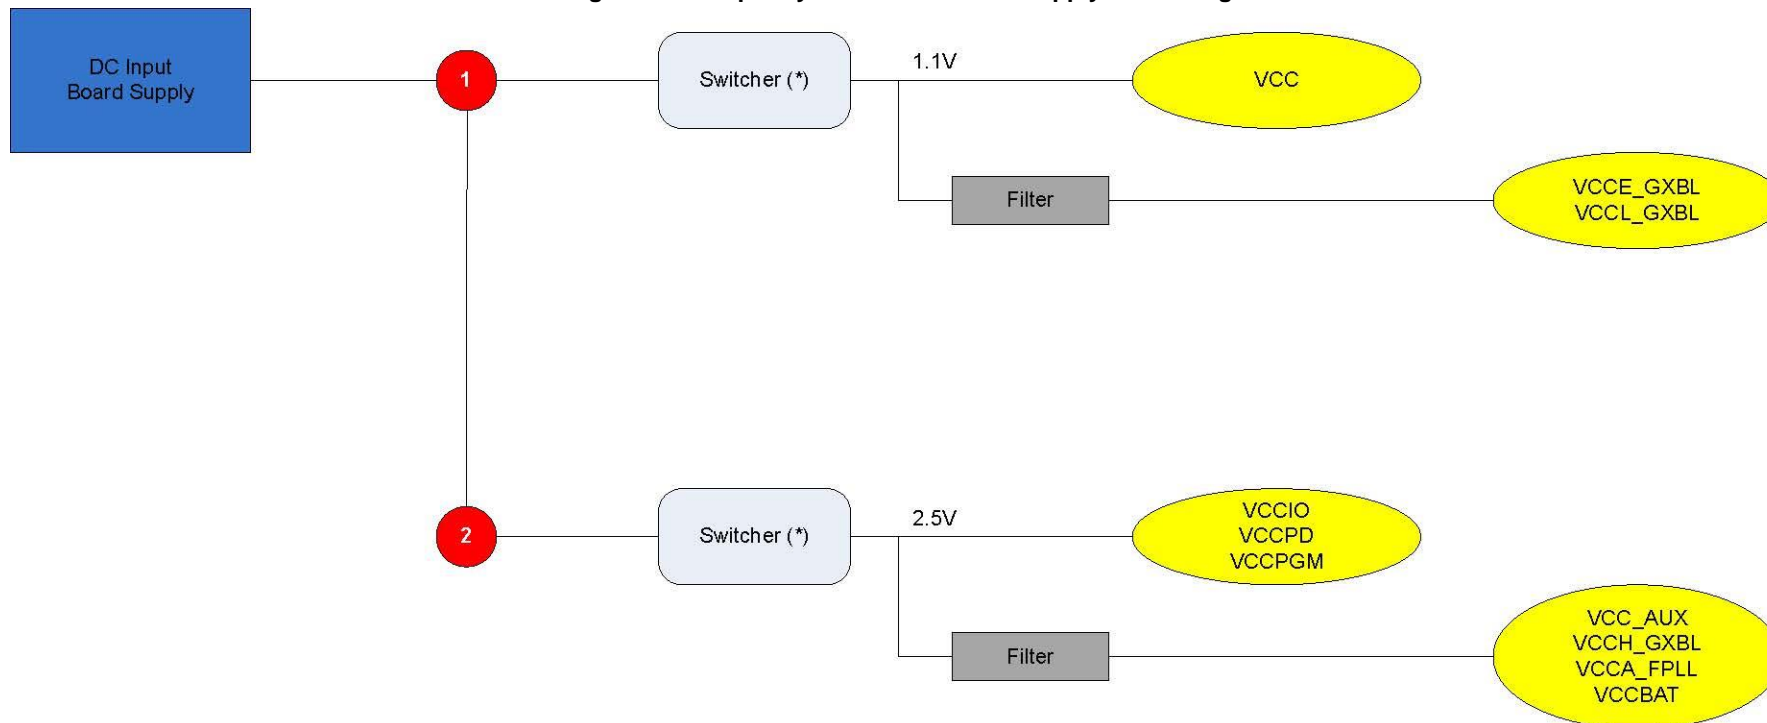 DC Input
Board Supply
1
Switcher (*)
1.1V
VCC
Filter
VCCE_GXBL
VCCL_GXBL
2
Switcher (*)
2.5V
VCCIO
VCCPD
VCCPGM
Filter
VCC_AUX
VCCH_GXBL
VCCA_FPLL
VCCBAT